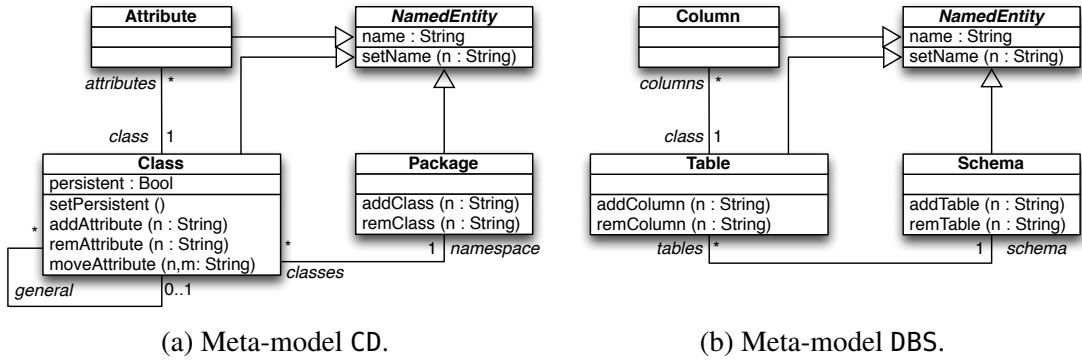 Attribute
NamedEntity
name : String
setName (n : String)
attributes *
class 1
Class
persistent : Bool
setPersistent ()
addAttribute (n : String)
remAttribute (n : String)
moveAttribute (n,m: String)
*
general
0..1
*
classes
Package
addClass (n : String)
remClass (n : String)
1 namespace
(a) Meta-model CD.
Column
NamedEntity
name : String
setName (n : String)
columns *
class 1
Table
addColumn (n : String)
remColumn (n : String)
tables *
Schema
addTable (n : String)
remTable (n : String)
1 schema
(b) Meta-model DBS.